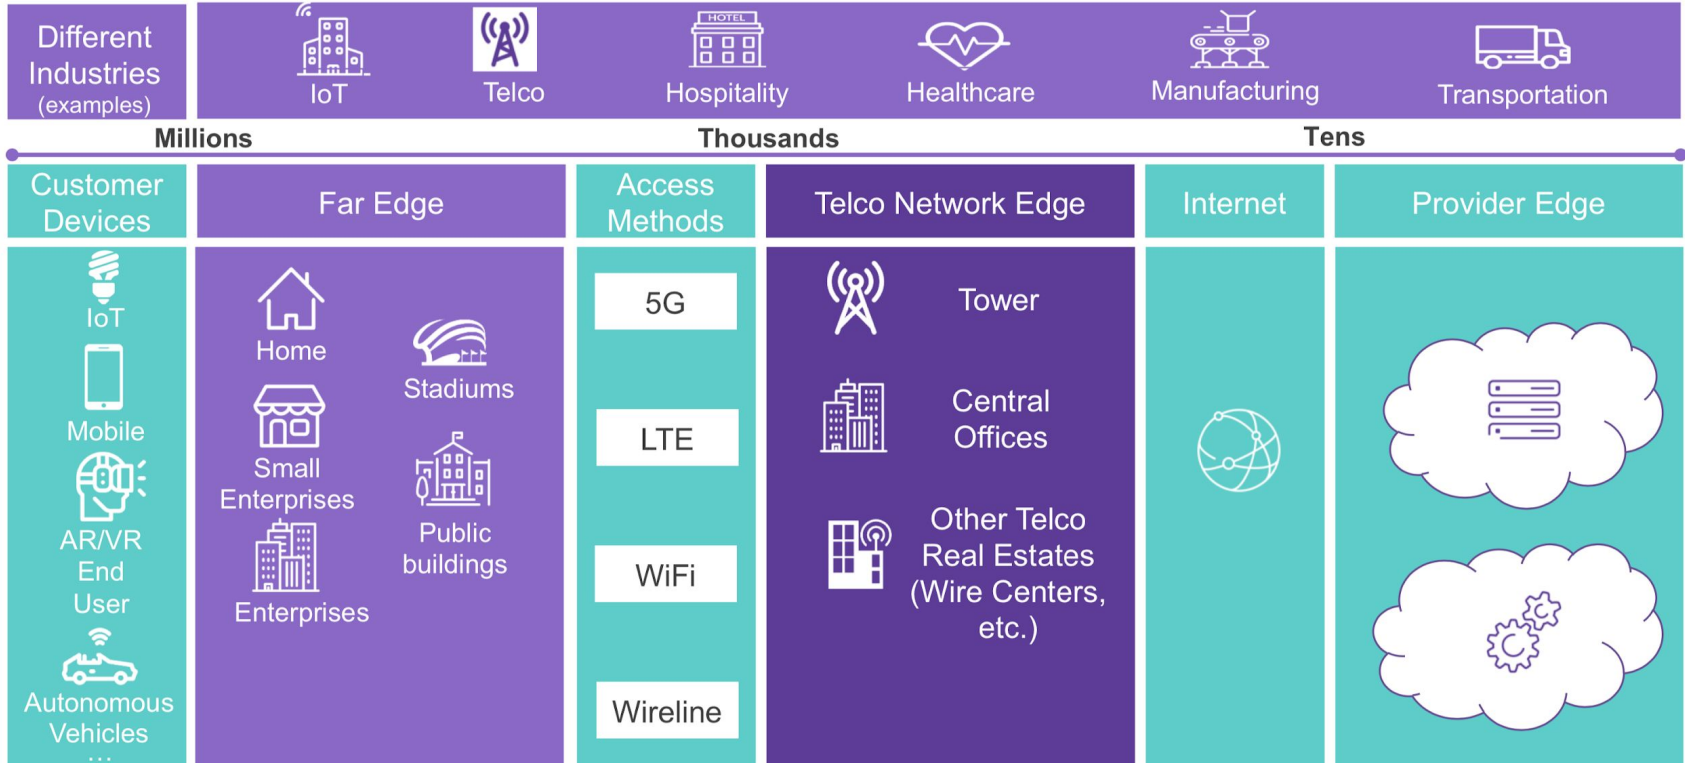 Different
Industries
(examples)
IoT
Telco
HOTEL
Hospitality
Healthcare
Manufacturing
Transportation
Millions
Thousands
Tens
Customer
Devices
Far Edge
Access
Methods
Telco Network Edge
Internet
Provider Edge
IoT
Mobile
AR/VR
End
User
Autonomous
Vehicles
...
Home
Small
Enterprises
Enterprises
Stadiums
Public
buildings
5G
LTE
WiFi
Wireline
Tower
Central
Offices
Other Telco
Real Estates
(Wire Centers,
etc.)